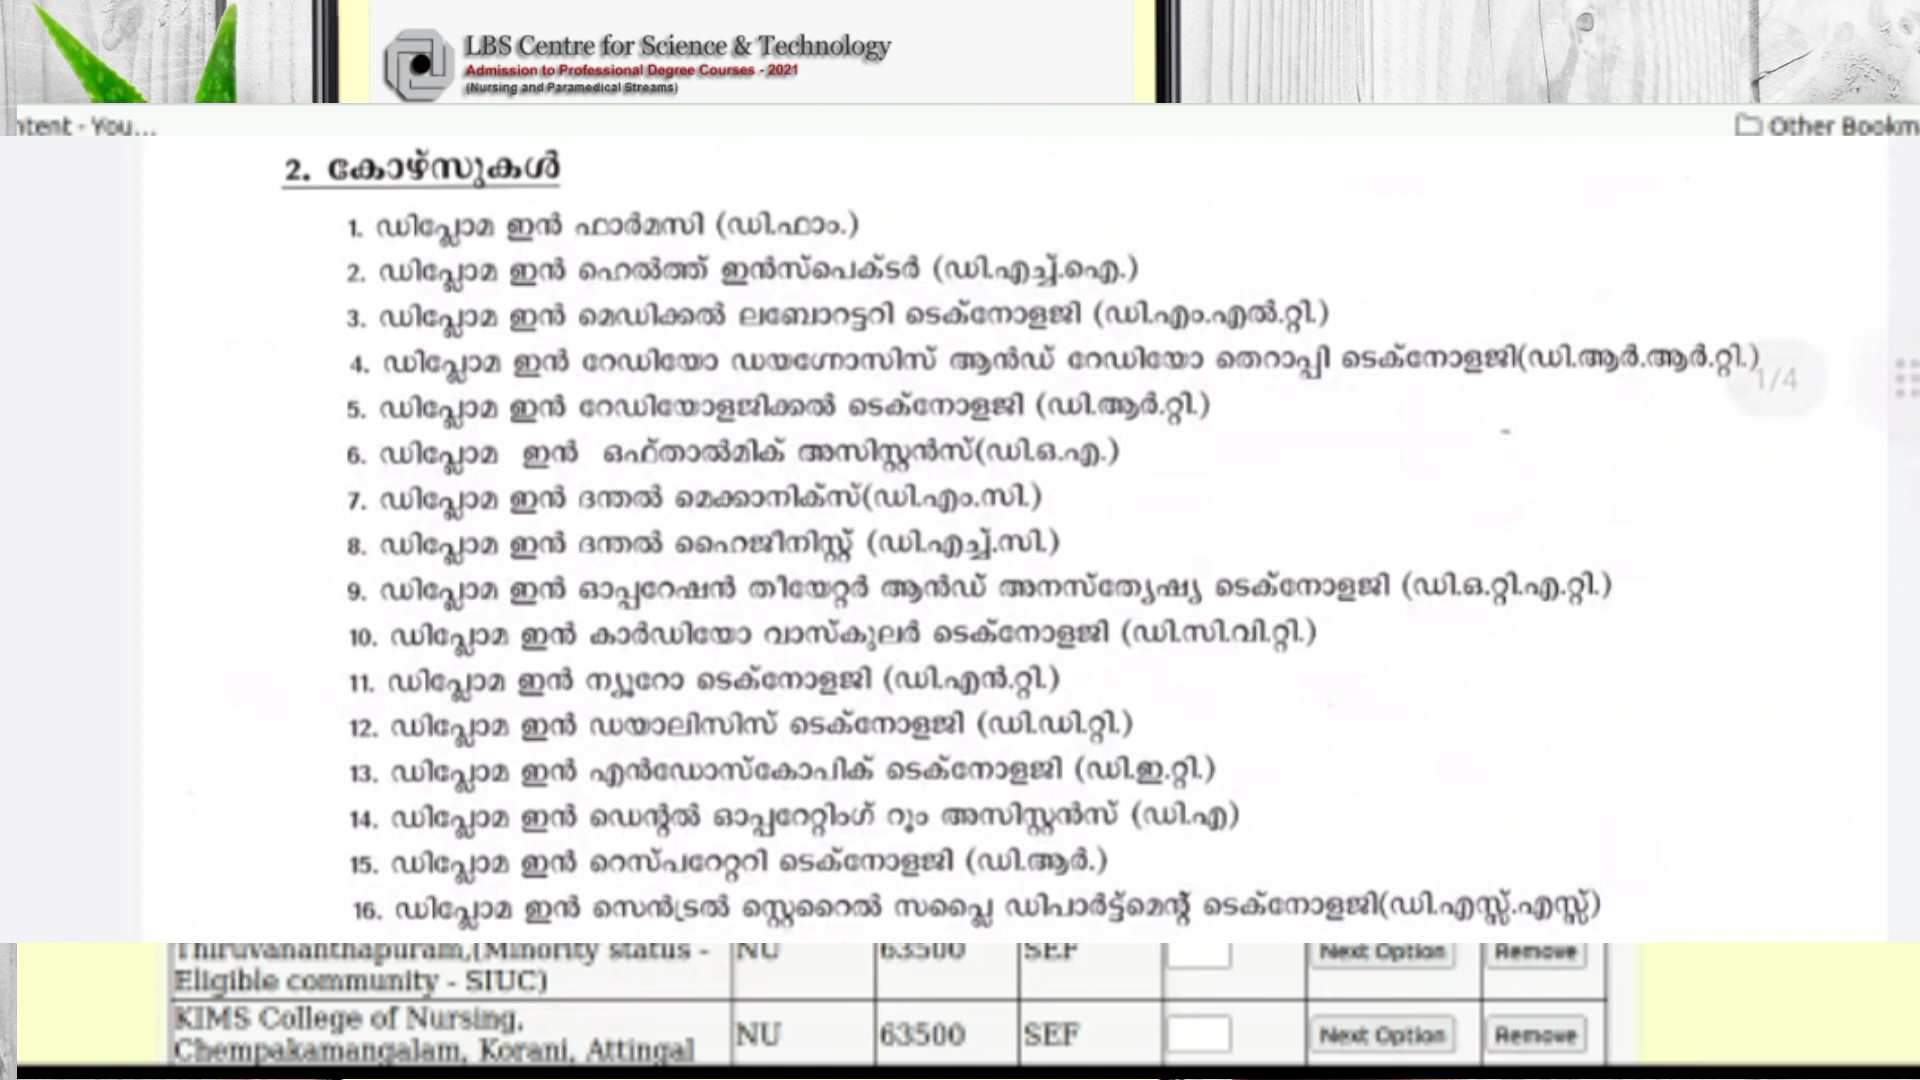 LBS Centre for Science & Technology
Admission to Professional Degree Courses - 2021
(Nursing and Paramedical Streams)
ntent - You...
Other Bookm
2. കോഴ്സുകൾ
1. ഡിപ്ലോമ ഇൻ ഫാർമസി (ഡി.ഫാം.)
2. ഡിപ്ലോമ ഇൻ ഹെൽത്ത് ഇൻസ്പെക്ടർ (ഡി.എച്ച്.ഐ.)
3. ഡിപ്ലോമ ഇൻ മെഡിക്കൽ ലബോറട്ടറി ടെക്നോളജി (ഡി.എം.എൽ.റ്റി.)
4. ഡിപ്ലോമ ഇൻ റേഡിയോ ഡയഗ്നോസിസ് ആൻഡ് റേഡിയോ തെറാപ്പി ടെക്നോളജി(ഡി.ആർ.ആർ.റ്റി.)
1/4
5. ഡിപ്ലോമ ഇൻ റേഡിയോളജിക്കൽ ടെക്നോളജി (ഡി.ആർ.റ്റി.)
6. ഡിപ്ലോമ ഇൻ ഒഫ്താൽമിക് അസിസ്റ്റൻസ്(ഡി.ഒ.എ.)
7. ഡിപ്ലോമ ഇൻ ദന്തൽ മെക്കാനിക്സ്(ഡി.എം.സി.)
8. ഡിപ്ലോമ ഇൻ ദന്തൽ ഹൈജീനിസ്റ്റ് (ഡി.എച്ച്.സി.)
9. ഡിപ്ലോമ ഇൻ ഓപ്പറേഷൻ തിയേറ്റർ ആൻഡ് അനസ്തേൃഷ്യ ടെക്നോളജി (ഡി.ഒ.റ്റി.എ.റ്റി.)
10. ഡിപ്ലോമ ഇൻ കാർഡിയോ വാസ്കുലർ ടെക്നോളജി (ഡി.സി.വി.റ്റി.)
11. ഡിപ്ലോമ ഇൻ ന്യൂറോ ടെക്നോളജി (ഡി.എൻ.റ്റി.)
12. ഡിപ്ലോമ ഇൻ ഡയാലിസിസ് ടെക്നോളജി (ഡി.ഡി.റ്റി.)
13. ഡിപ്ലോമ ഇൻ എൻഡോസ്കോപിക് ടെക്നോളജി (ഡി.ഇ.റ്റി.)
14. ഡിപ്ലോമ ഇൻ ഡെന്റൽ ഓപ്പറേറ്റിംഗ് റൂം അസിസ്റ്റൻസ് (ഡി.എ)
15. ഡിപ്ലോമ ഇൻ റെസ്പറേറ്ററി ടെക്നോളജി (ഡി.ആർ.)
16. ഡിപ്ലോമ ഇൻ സെൻട്രൽ സ്റ്റെറൈൽ സപ്ലൈ ഡിപാർട്ട്മെന്റ് ടെക്നോളജി(ഡി.എസ്സ്.എസ്സ്)
Thiruvananthapuram,(Minority status - NU 63500 SEF Next Option Remove
Eligible community - SIUC)
KIMS College of Nursing,
NU 63500 SEF Next Option Remove
Chempakamangalam, Korani, Attingal